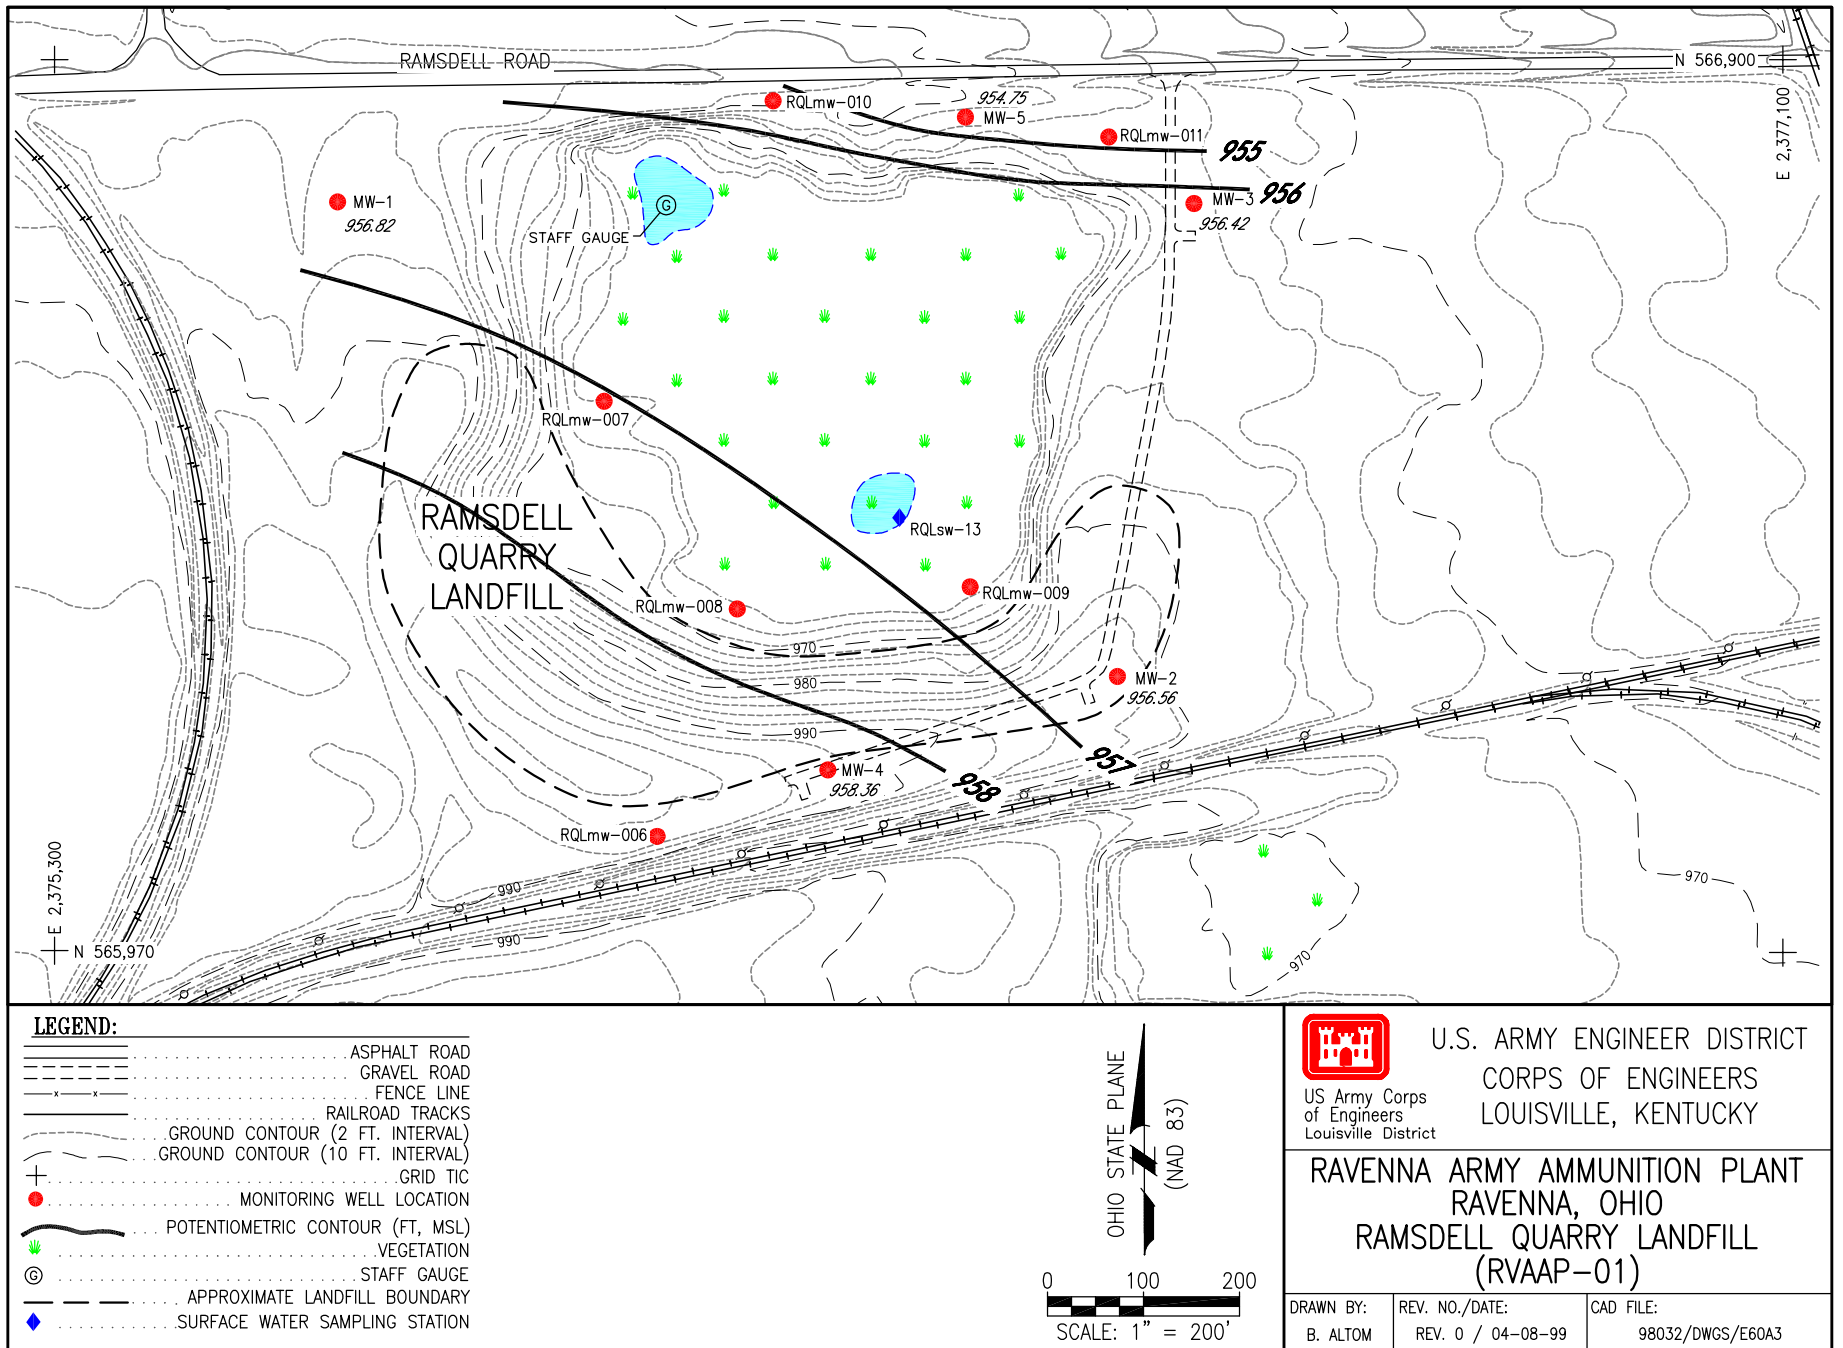 RAMSDELL ROAD
N 566,900
E 2,377,100
RQLmw-010
954.75
MW-5
RQLmw-011
955
956
MW-1
956.82
MW-3
956.42
G
STAFF GAUGE
RQLmw-007
RAMSDELL
QUARRY
LANDFILL
RQLsw-13
RQLmw-009
RQLmw-008
970
980
990
MW-2
956.56
957
958
MW-4
958.36
RQLmw-006
990
990
970
970
E 2,375,300
N 565,970
LEGEND:
ASPHALT ROAD
GRAVEL ROAD
x x FENCE LINE
RAILROAD TRACKS
GROUND CONTOUR (2 FT. INTERVAL)
GROUND CONTOUR (10 FT. INTERVAL)
GRID TIC
MONITORING WELL LOCATION
POTENTIOMETRIC CONTOUR (FT, MSL)
VEGETATION
G STAFF GAUGE
APPROXIMATE LANDFILL BOUNDARY
SURFACE WATER SAMPLING STATION
OHIO STATE PLANE
(NAD 83)
0 100 200
SCALE: 1" = 200'
US Army Corps
of Engineers
Louisville District
U.S. ARMY ENGINEER DISTRICT
CORPS OF ENGINEERS
LOUISVILLE, KENTUCKY
RAVENNA ARMY AMMUNITION PLANT
RAVENNA, OHIO
RAMSDELL QUARRY LANDFILL
(RVAAP-01)
DRAWN BY:
B. ALTOM
REV. NO./DATE:
REV. 0 / 04-08-99
CAD FILE:
98032/DWGS/E60A3